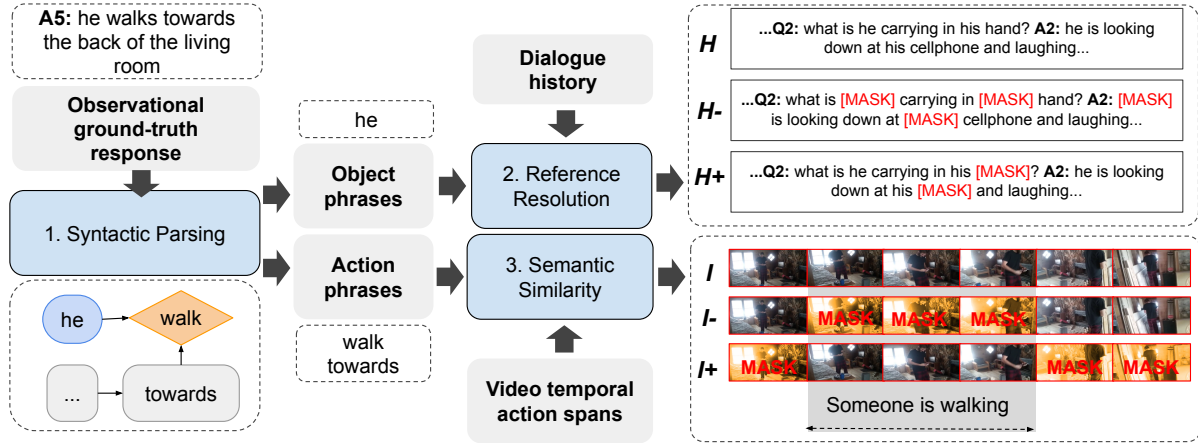 A5: he walks towards
the back of the living
room
Observational
ground-truth
response
1. Syntactic Parsing
he
walk
...
towards
he
Object
phrases
Action
phrases
walk
towards
Dialogue
history
2. Reference
Resolution
3. Semantic
Similarity
Video temporal
action spans
H
...Q2: what is he carrying in his hand? A2: he is looking
down at his cellphone and laughing...
H-
...Q2: what is [MASK] carrying in [MASK] hand? A2: [MASK]
is looking down at [MASK] cellphone and laughing...
H+
...Q2: what is he carrying in his [MASK]? A2: he is looking
down at his [MASK] and laughing...
I
I-
MASK MASK MASK
I+
MASK MASK MASK
Someone is walking